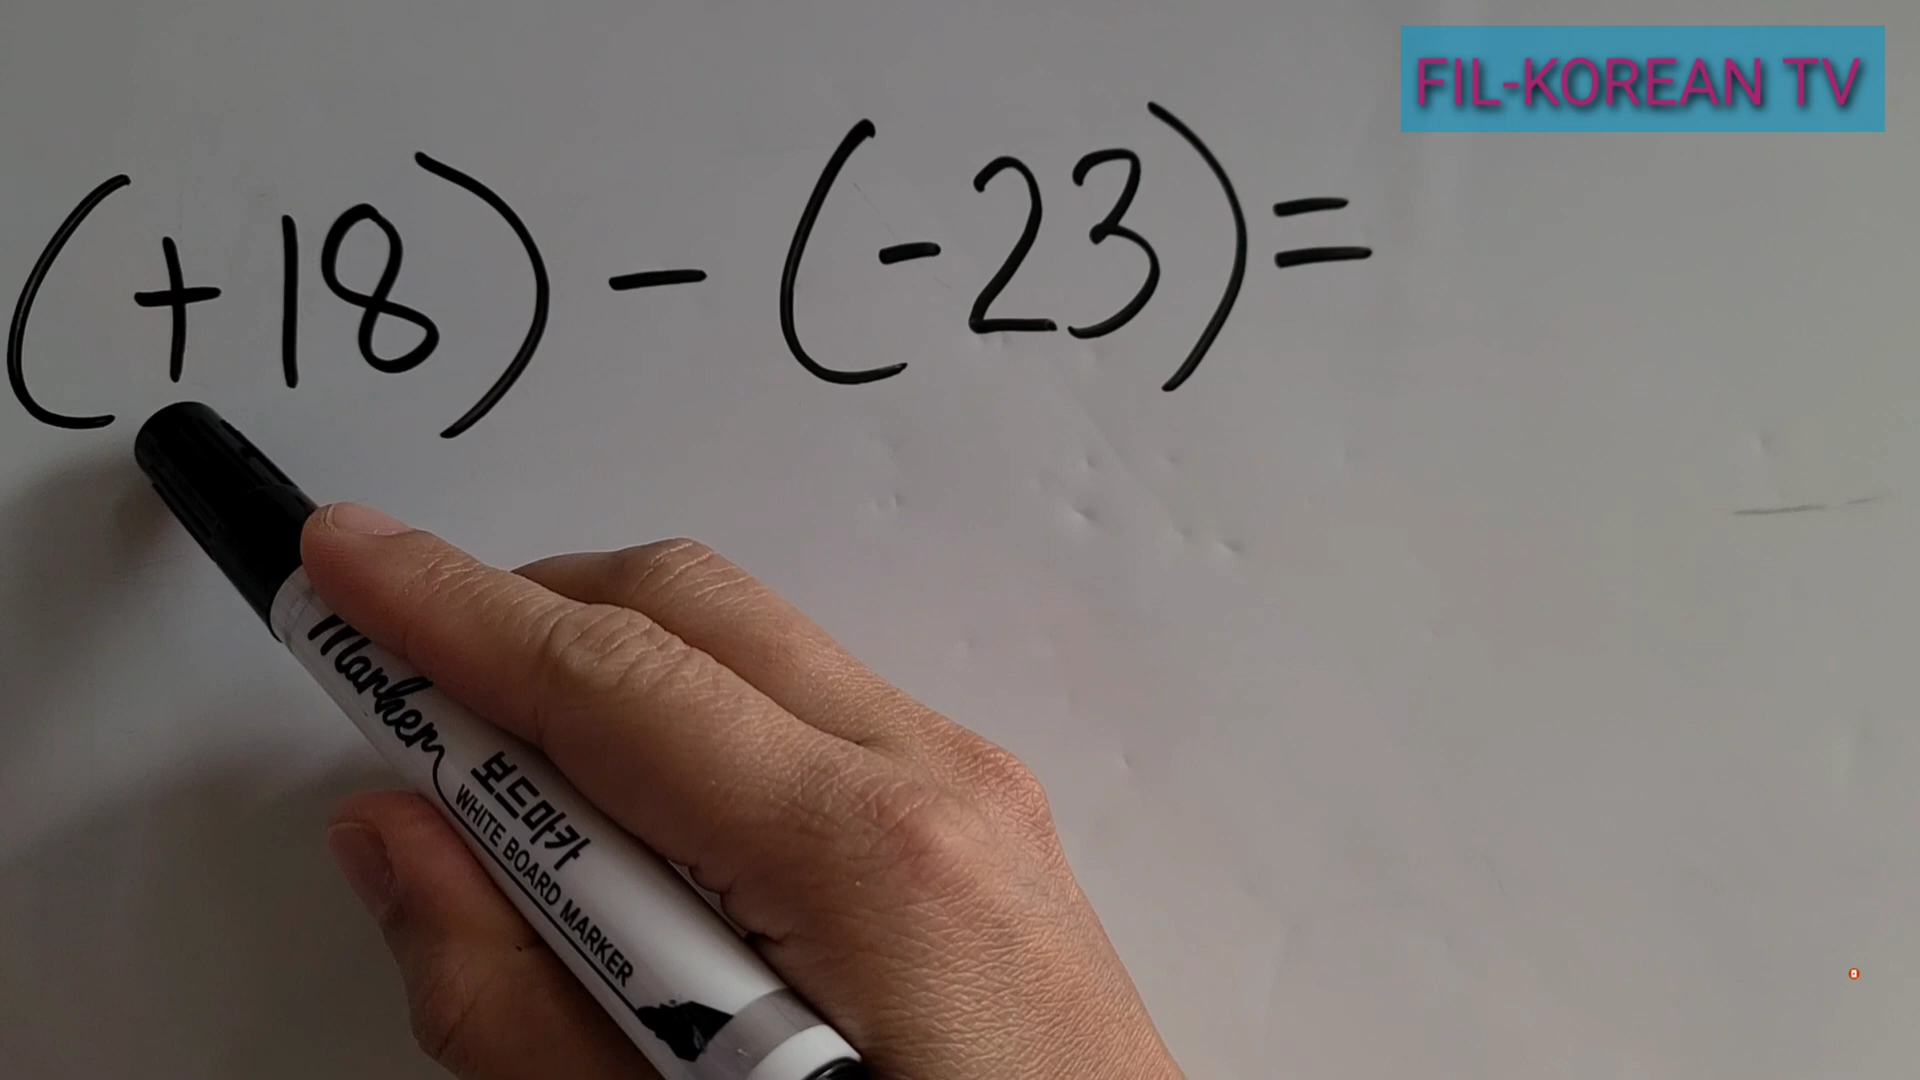 FIL-KOREAN TV
(+18) - (-23) =
Marker
보드마카
WHITE BOARD MARKER